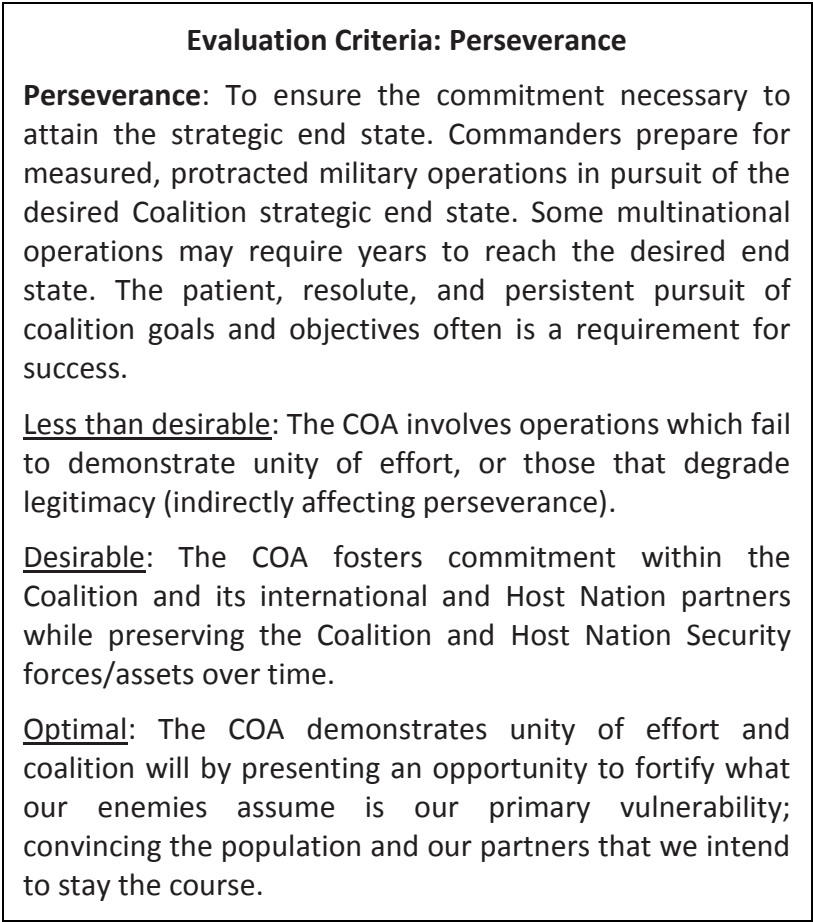 Evaluation Criteria: Perseverance
Perseverance: To ensure the commitment necessary to
attain the strategic end state. Commanders prepare for
measured, protracted military operations in pursuit of the
desired Coalition strategic end state. Some multinational
operations may require years to reach the desired end
state. The patient, resolute, and persistent pursuit of
coalition goals and objectives often is a requirement for
success.
Less than desirable: The COA involves operations which fail
to demonstrate unity of effort, or those that degrade
legitimacy (indirectly affecting perseverance).
Desirable: The COA fosters commitment within the
Coalition and its international and Host Nation partners
while preserving the Coalition and Host Nation Security
forces/assets over time.
Optimal: The COA demonstrates unity of effort and
coalition will by presenting an opportunity to fortify what
our enemies assume is our primary vulnerability;
convincing the population and our partners that we intend
to stay the course.